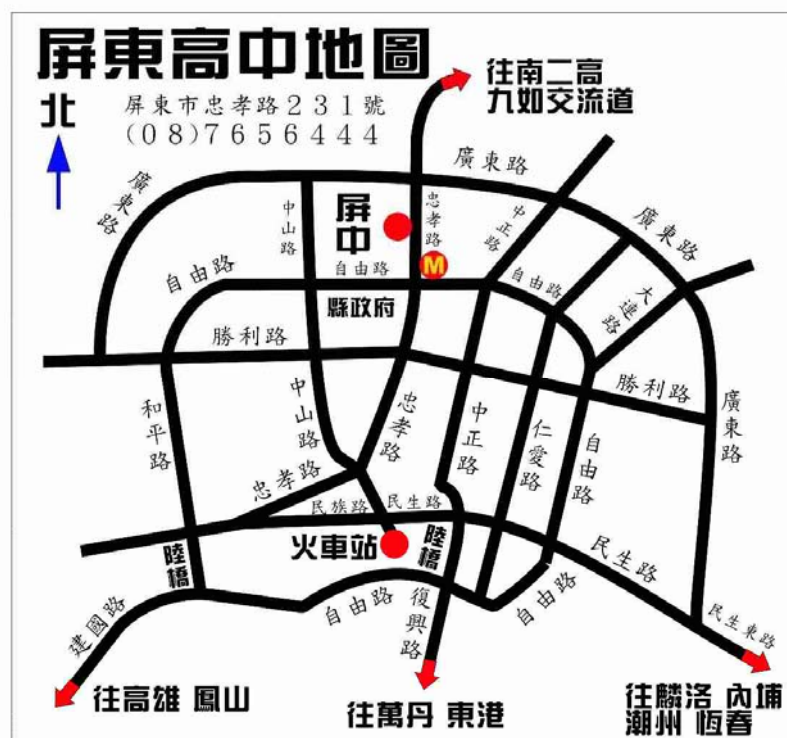 屏東高中地圖
北
屏東市忠孝路231號
(08)7656444
往南二高
九如交流道
廣東路
廣東路
中山路
屏中
忠孝路
中正路
廣東路
自由路
自由路
M
自由路
大連路
縣政府
勝利路
和平路
中山路
忠孝路
中正路
仁愛路
自由路
勝利路
廣東路
忠孝路
民族路
民生路
陸橋
火車站
陸橋
民生路
建國路
自由路
復興路
自由路
民生東路
往高雄 鳳山
往萬丹 東港
往麟洛 內埔
潮州 恆春